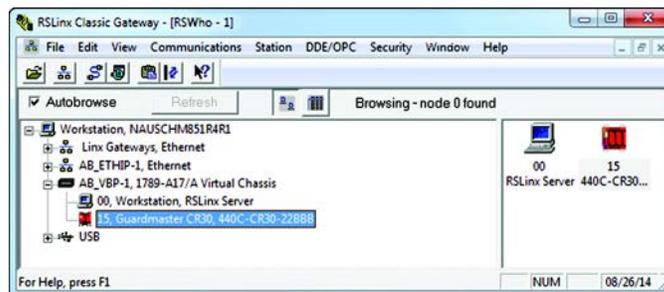 RSLinx Classic Gateway - [RSWho - 1]
File Edit View Communications Station DDE/OPC Security Window Help
Autobrowse Refresh Browsing - node 0 found
Workstation, NAUSCHM851R4R1
Linx Gateways, Ethernet
AB_ETHIP-1, Ethernet
AB_VBP-1, 1789-A17/A Virtual Chassis
00, Workstation, RSLinx Server
15, Guardmaster CR30, 440C-CR30-22BBB
USB
00 15
RSLinx Server 440C-CR30...
For Help, press F1 NUM 08/26/14